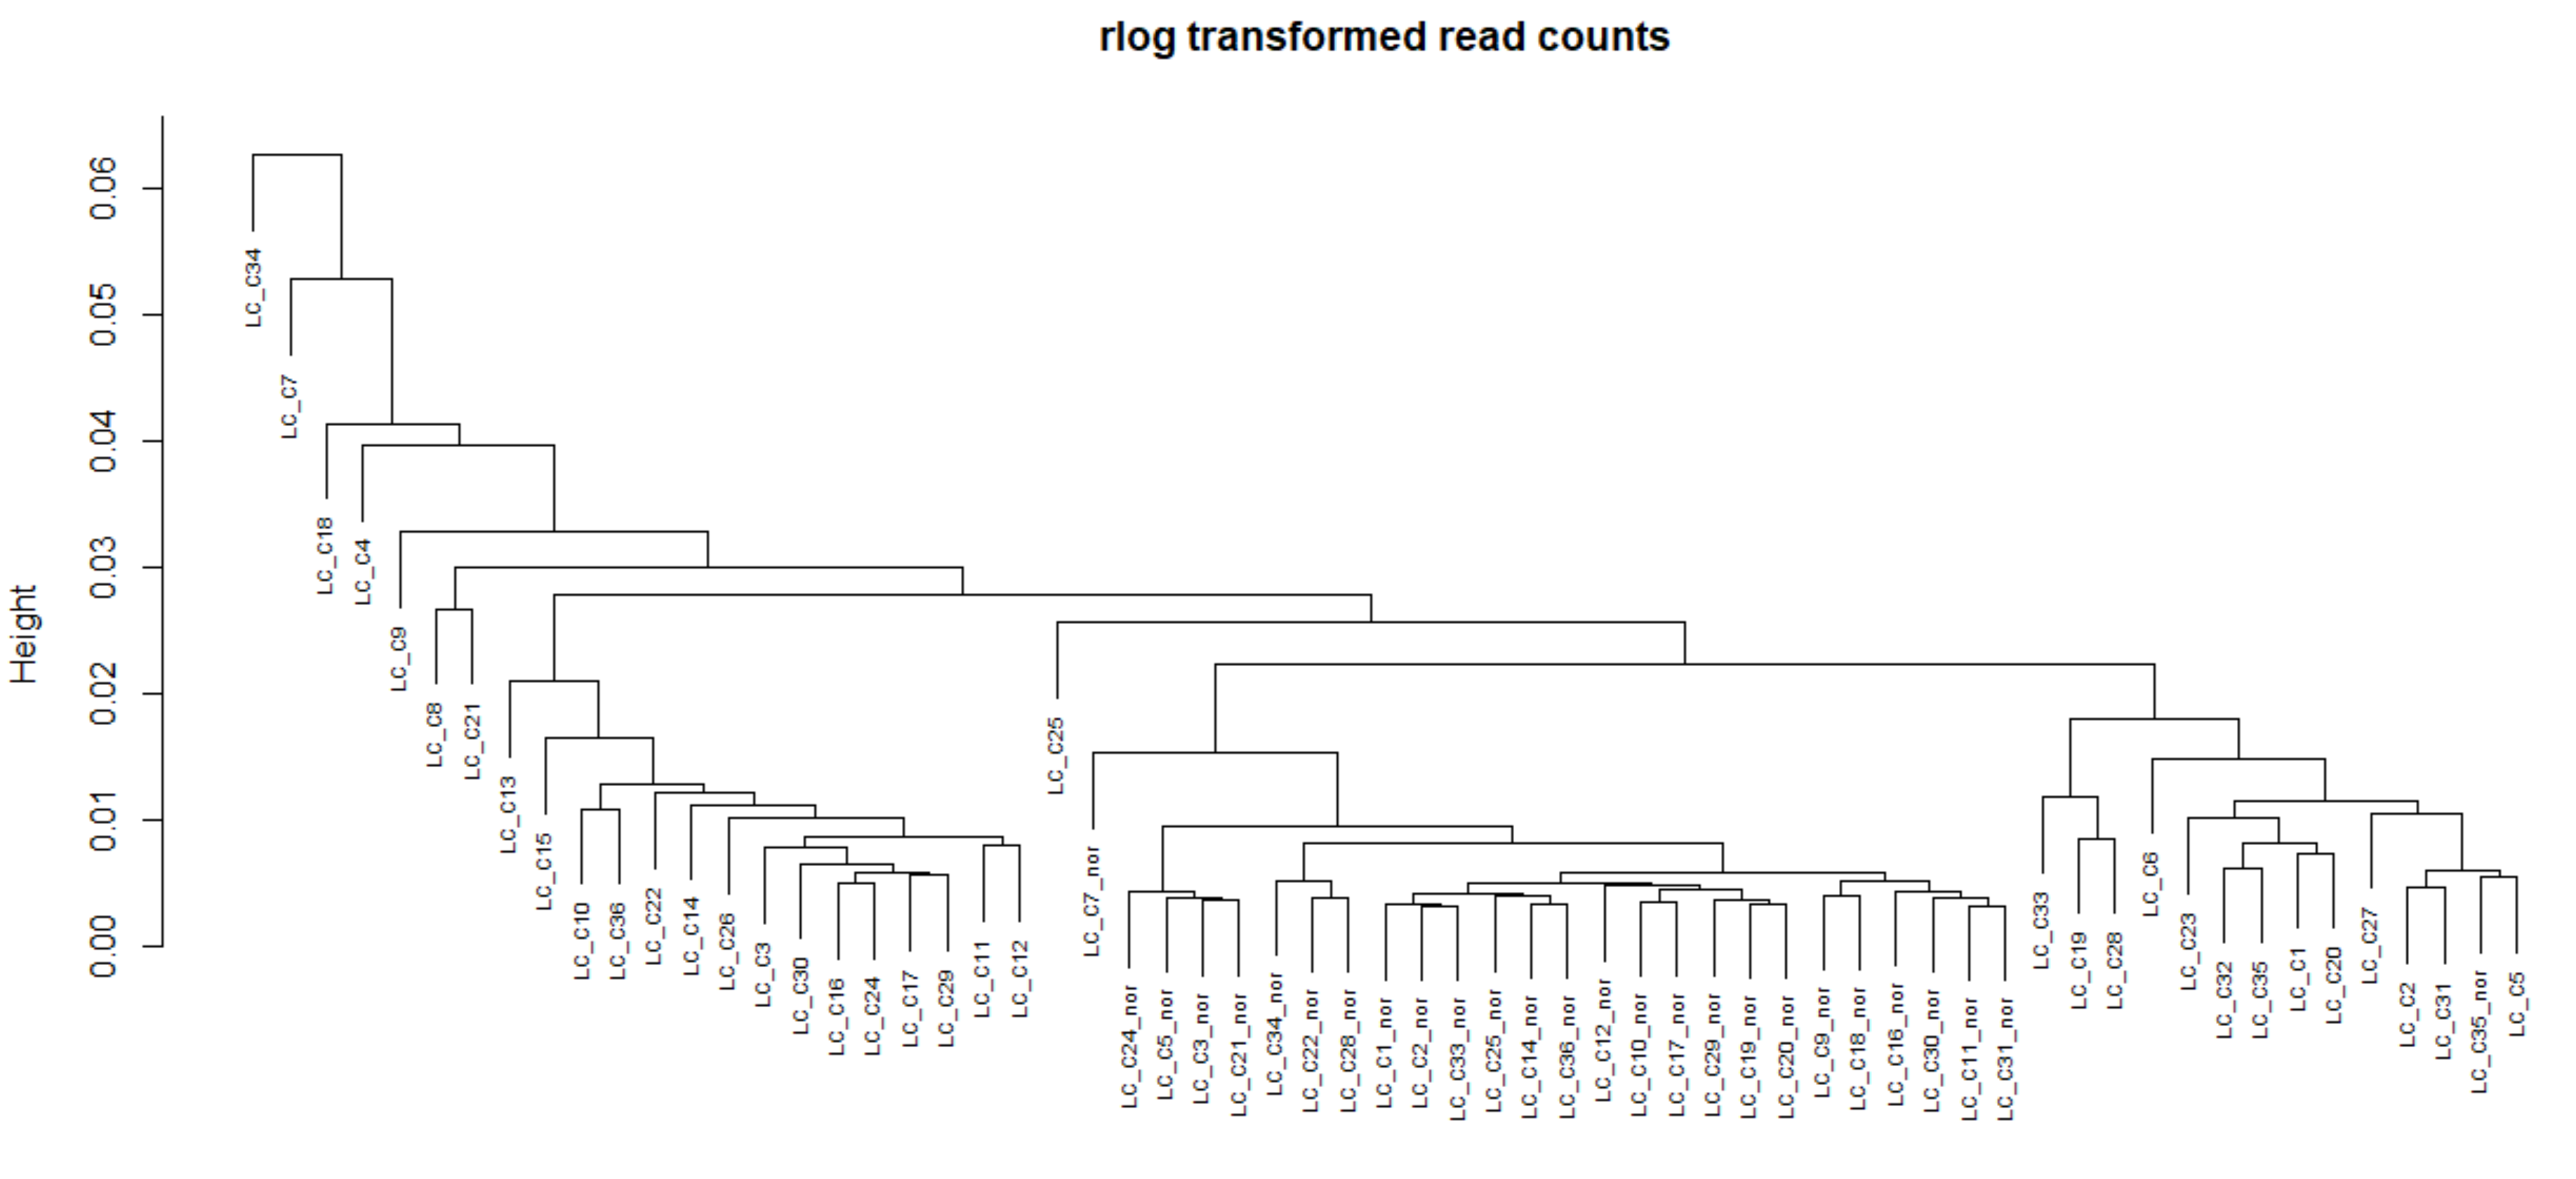 rlog transformed read counts
Height
0.06
0.05
0.04
0.03
0.02
0.01
0.00
LC_C34
LC_C7
LC_C18
LC_C4
LC_C9
LC_C8
LC_C21
LC_C13
LC_C15
LC_C10
LC_C36
LC_C22
LC_C14
LC_C26
LC_C3
LC_C30
LC_C16
LC_C24
LC_C17
LC_C29
LC_C11
LC_C12
LC_C25
LC_C7_nor
LC_C24_nor
LC_C5_nor
LC_C3_nor
LC_C21_nor
LC_C34_nor
LC_C22_nor
LC_C28_nor
LC_C1_nor
LC_C2_nor
LC_C33_nor
LC_C25_nor
LC_C14_nor
LC_C36_nor
LC_C12_nor
LC_C10_nor
LC_C17_nor
LC_C29_nor
LC_C19_nor
LC_C20_nor
LC_C9_nor
LC_C18_nor
LC_C16_nor
LC_C30_nor
LC_C11_nor
LC_C31_nor
LC_C33
LC_C19
LC_C28
LC_C6
LC_C23
LC_C32
LC_C35
LC_C1
LC_C20
LC_C27
LC_C2
LC_C31
LC_C35_nor
LC_C5